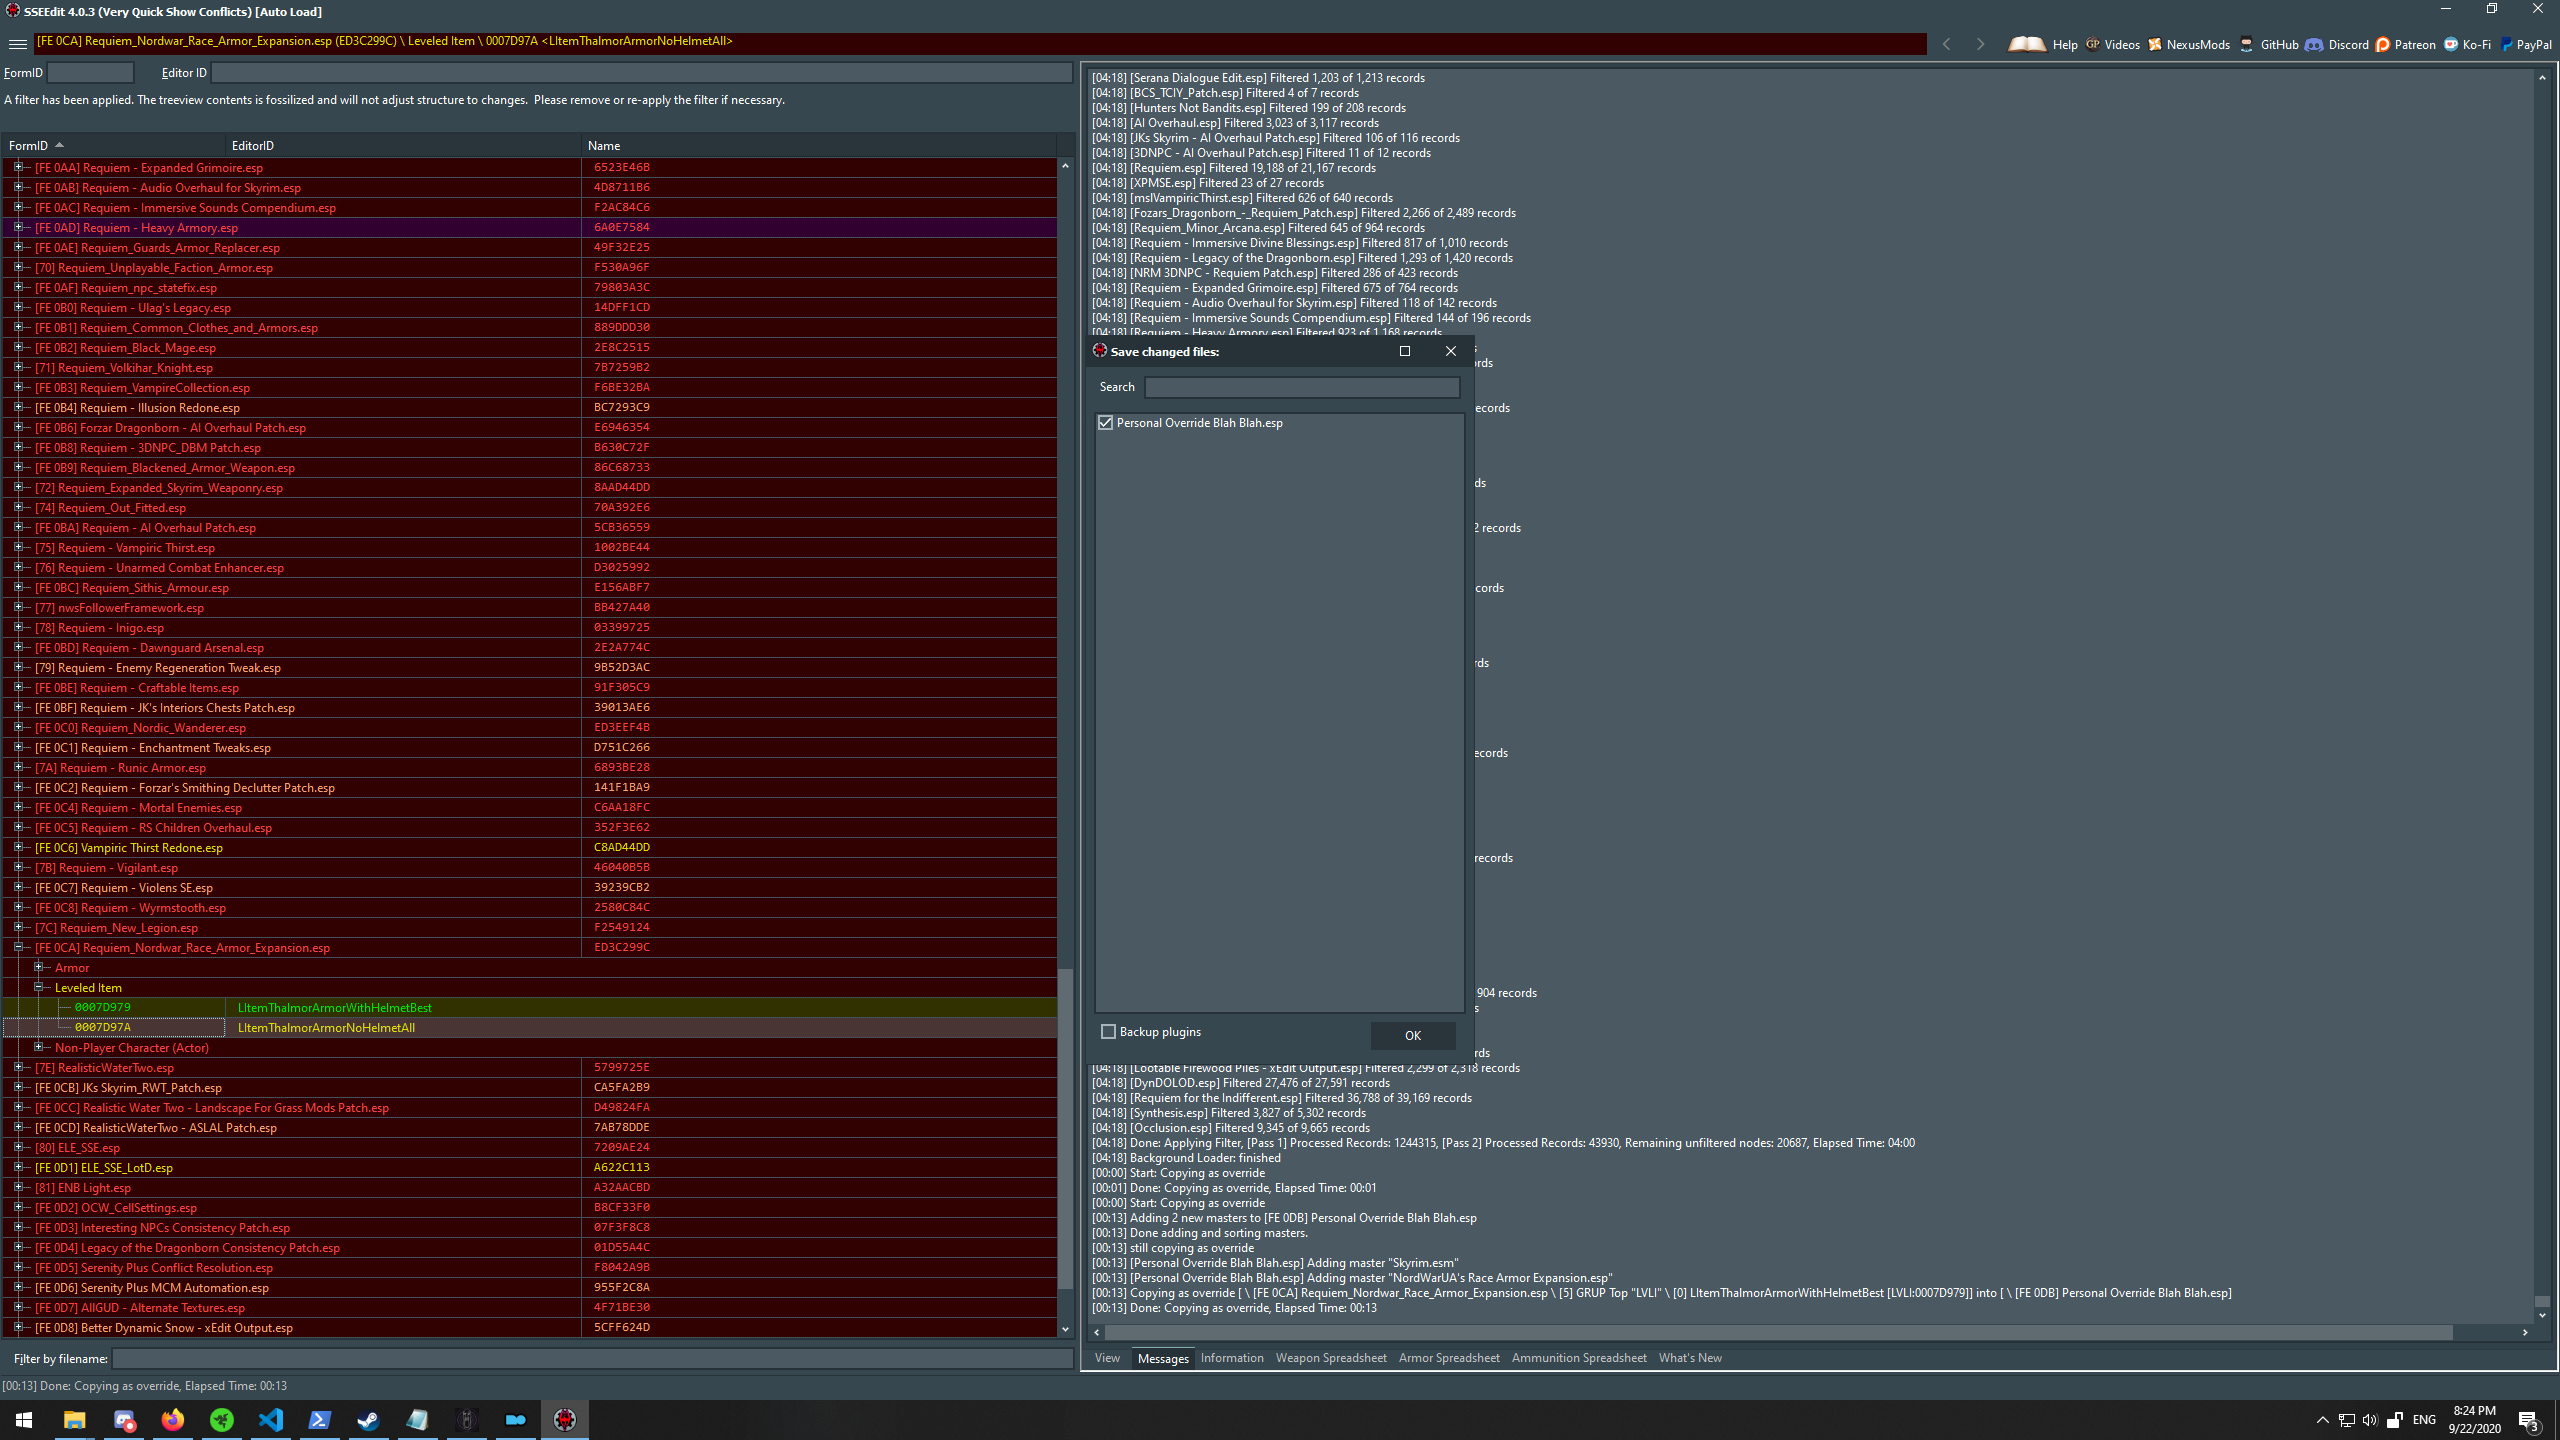 SSEEdit 4.0.3 (Very Quick Show Conflicts) [Auto Load]
[FE 0CA] Requiem_Nordwar_Race_Armor_Expansion.esp (ED3C299C) \ Leveled Item \ 0007D97A <LItemThalmorArmorNoHelmetAll>
Help Videos NexusMods GitHub Discord Patreon Ko-Fi PayPal
FormID Editor ID
A filter has been applied. The treeview contents is fossilized and will not adjust structure to changes.  Please remove or re-apply the filter if necessary.
FormID EditorID Name
[FE 0AA] Requiem - Expanded Grimoire.esp 6523E46B
[FE 0AB] Requiem - Audio Overhaul for Skyrim.esp 4D8711B6
[FE 0AC] Requiem - Immersive Sounds Compendium.esp F2AC84C6
[FE 0AD] Requiem - Heavy Armory.esp 6A0E7584
[FE 0AE] Requiem_Guards_Armor_Replacer.esp 49F32E25
[70] Requiem_Unplayable_Faction_Armor.esp F530A96F
[FE 0AF] Requiem_npc_statefix.esp 79803A3C
[FE 0B0] Requiem - Ulag's Legacy.esp 14DFF1CD
[FE 0B1] Requiem_Common_Clothes_and_Armors.esp 889DDD30
[FE 0B2] Requiem_Black_Mage.esp 2E8C2515
[71] Requiem_Volkihar_Knight.esp 7B7259B2
[FE 0B3] Requiem_VampireCollection.esp F6BE32BA
[FE 0B4] Requiem - Illusion Redone.esp BC7293C9
[FE 0B6] Forzar Dragonborn - AI Overhaul Patch.esp E6946354
[FE 0B8] Requiem - 3DNPC_DBM Patch.esp B630C72F
[FE 0B9] Requiem_Blackened_Armor_Weapon.esp 86C68733
[72] Requiem_Expanded_Skyrim_Weaponry.esp 8AAD44DD
[74] Requiem_Out_Fitted.esp 70A392E6
[FE 0BA] Requiem - AI Overhaul Patch.esp 5CB36559
[75] Requiem - Vampiric Thirst.esp 1002BE44
[76] Requiem - Unarmed Combat Enhancer.esp D3025992
[FE 0BC] Requiem_Sithis_Armour.esp E156ABF7
[77] nwsFollowerFramework.esp BB427A40
[78] Requiem - Inigo.esp 03399725
[FE 0BD] Requiem - Dawnguard Arsenal.esp 2E2A774C
[79] Requiem - Enemy Regeneration Tweak.esp 9B52D3AC
[FE 0BE] Requiem - Craftable Items.esp 91F305C9
[FE 0BF] Requiem - JK's Interiors Chests Patch.esp 39013AE6
[FE 0C0] Requiem_Nordic_Wanderer.esp ED3EEF4B
[FE 0C1] Requiem - Enchantment Tweaks.esp D751C266
[7A] Requiem - Runic Armor.esp 6893BE28
[FE 0C2] Requiem - Forzar's Smithing Declutter Patch.esp 141F1BA9
[FE 0C4] Requiem - Mortal Enemies.esp C6AA18FC
[FE 0C5] Requiem - RS Children Overhaul.esp 352F3E62
[FE 0C6] Vampiric Thirst Redone.esp C8AD44DD
[7B] Requiem - Vigilant.esp 46040B5B
[FE 0C7] Requiem - Violens SE.esp 39239CB2
[FE 0C8] Requiem - Wyrmstooth.esp 2580C84C
[7C] Requiem_New_Legion.esp F2549124
[FE 0CA] Requiem_Nordwar_Race_Armor_Expansion.esp ED3C299C
Armor
Leveled Item
0007D979 LItemThalmorArmorWithHelmetBest
0007D97A LItemThalmorArmorNoHelmetAll
Non-Player Character (Actor)
[7E] RealisticWaterTwo.esp 5799725E
[FE 0CB] JKs Skyrim_RWT_Patch.esp CA5FA2B9
[FE 0CC] Realistic Water Two - Landscape For Grass Mods Patch.esp D49824FA
[FE 0CD] RealisticWaterTwo - ASLAL Patch.esp 7AB78DDE
[80] ELE_SSE.esp 7209AE24
[FE 0D1] ELE_SSE_LotD.esp A622C113
[81] ENB Light.esp A32AACBD
[FE 0D2] OCW_CellSettings.esp B8CF33F0
[FE 0D3] Interesting NPCs Consistency Patch.esp 07F3F8C8
[FE 0D4] Legacy of the Dragonborn Consistency Patch.esp 01D55A4C
[FE 0D5] Serenity Plus Conflict Resolution.esp F8042A9B
[FE 0D6] Serenity Plus MCM Automation.esp 955F2C8A
[FE 0D7] AllGUD - Alternate Textures.esp 4F71BE30
[FE 0D8] Better Dynamic Snow - xEdit Output.esp 5CFF624D
Filter by filename:
[00:13] Done: Copying as override, Elapsed Time: 00:13
[04:18] [Serana Dialogue Edit.esp] Filtered 1,203 of 1,213 records
[04:18] [BCS_TCIY_Patch.esp] Filtered 4 of 7 records
[04:18] [Hunters Not Bandits.esp] Filtered 199 of 208 records
[04:18] [AI Overhaul.esp] Filtered 3,023 of 3,117 records
[04:18] [JKs Skyrim - AI Overhaul Patch.esp] Filtered 106 of 116 records
[04:18] [3DNPC - AI Overhaul Patch.esp] Filtered 11 of 12 records
[04:18] [Requiem.esp] Filtered 19,188 of 21,167 records
[04:18] [XPMSE.esp] Filtered 23 of 27 records
[04:18] [mslVampiricThirst.esp] Filtered 626 of 640 records
[04:18] [Fozars_Dragonborn_-_Requiem_Patch.esp] Filtered 2,266 of 2,489 records
[04:18] [Requiem_Minor_Arcana.esp] Filtered 645 of 964 records
[04:18] [Requiem - Immersive Divine Blessings.esp] Filtered 817 of 1,010 records
[04:18] [Requiem - Legacy of the Dragonborn.esp] Filtered 1,293 of 1,420 records
[04:18] [NRM 3DNPC - Requiem Patch.esp] Filtered 286 of 423 records
[04:18] [Requiem - Expanded Grimoire.esp] Filtered 675 of 764 records
[04:18] [Requiem - Audio Overhaul for Skyrim.esp] Filtered 118 of 142 records
[04:18] [Requiem - Immersive Sounds Compendium.esp] Filtered 144 of 196 records
[04:18] [Requiem - Heavy Armory.esp] Filtered 923 of 1,168 records
Save changed files:
Search
Personal Override Blah Blah.esp
Backup plugins OK
s
rds
ecords
ds
2 records
cords
rds
ecords
records
904 records
s
rds
[04:18] [Lootable Firewood Piles - xEdit Output.esp] Filtered 2,299 of 2,318 records
[04:18] [DynDOLOD.esp] Filtered 27,476 of 27,591 records
[04:18] [Requiem for the Indifferent.esp] Filtered 36,788 of 39,169 records
[04:18] [Synthesis.esp] Filtered 3,827 of 5,302 records
[04:18] [Occlusion.esp] Filtered 9,345 of 9,665 records
[04:18] Done: Applying Filter, [Pass 1] Processed Records: 1244315, [Pass 2] Processed Records: 43930, Remaining unfiltered nodes: 20687, Elapsed Time: 04:00
[04:18] Background Loader: finished
[00:00] Start: Copying as override
[00:01] Done: Copying as override, Elapsed Time: 00:01
[00:00] Start: Copying as override
[00:13] Adding 2 new masters to [FE 0DB] Personal Override Blah Blah.esp
[00:13] Done adding and sorting masters.
[00:13] still copying as override
[00:13] [Personal Override Blah Blah.esp] Adding master "Skyrim.esm"
[00:13] [Personal Override Blah Blah.esp] Adding master "NordWarUA's Race Armor Expansion.esp"
[00:13] Copying as override [ \ [FE 0CA] Requiem_Nordwar_Race_Armor_Expansion.esp \ [5] GRUP Top "LVLI" \ [0] LItemThalmorArmorWithHelmetBest [LVLI:0007D979]] into [ \ [FE 0DB] Personal Override Blah Blah.esp]
[00:13] Done: Copying as override, Elapsed Time: 00:13
View Messages Information Weapon Spreadsheet Armor Spreadsheet Ammunition Spreadsheet What's New
ENG
8:24 PM
9/22/2020
3